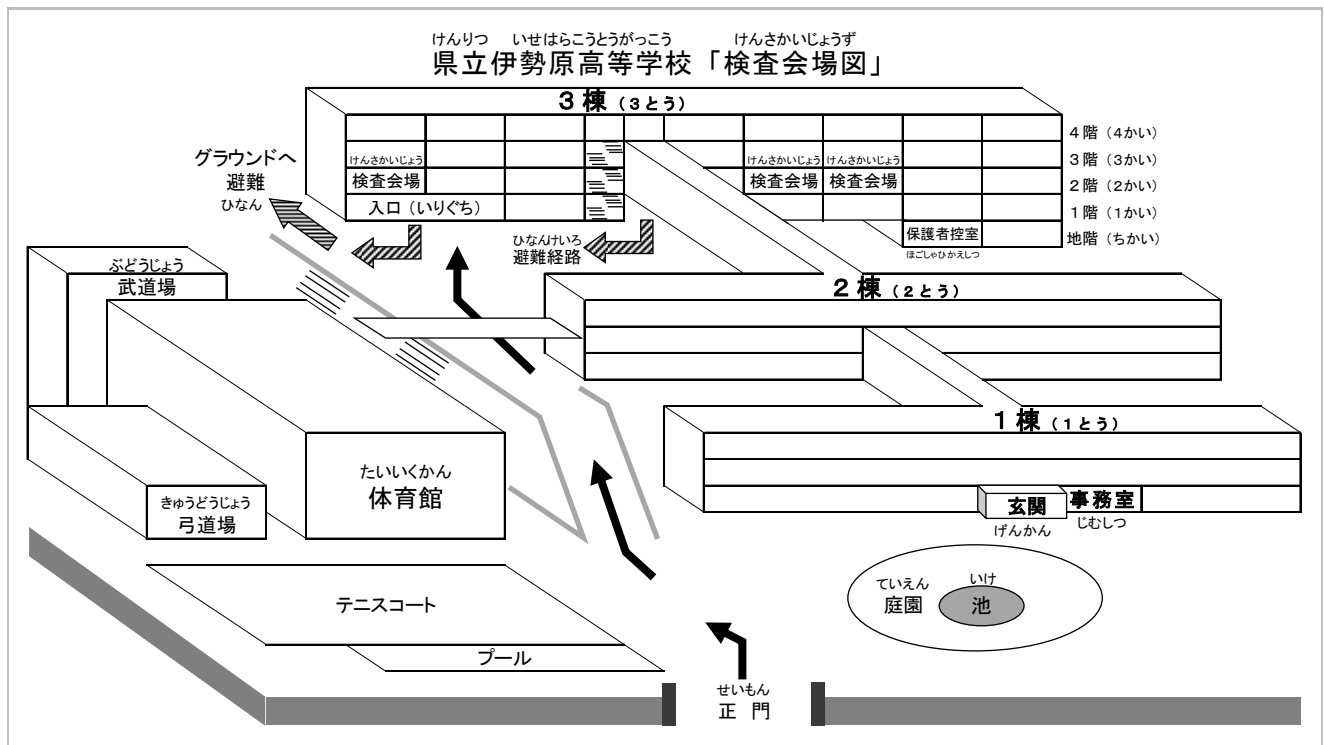 けんりつ いせはらこうとうがっこう けんさかいじょうず
県立伊勢原高等学校「検査会場図」
3棟(3とう)
4階(4かい)
3階(3かい)
2階(2かい)
1階(1かい)
地階(ちかい)
けんさかいじょう
検査会場
けんさかいじょう けんさかいじょう
検査会場 検査会場
入口(いりぐち)
保護者控室
ほごしゃひかえしつ
グラウンドへ
避難
ひなん
ひなんけいろ
避難経路
ぶどうじょう
武道場
2棟(2とう)
1棟(1とう)
たいいくかん
体育館
きゅうどうじょう
弓道場
玄関
げんかん
事務室
じむしつ
テニスコート
プール
ていえん
庭園
いけ
池
せいもん
正門